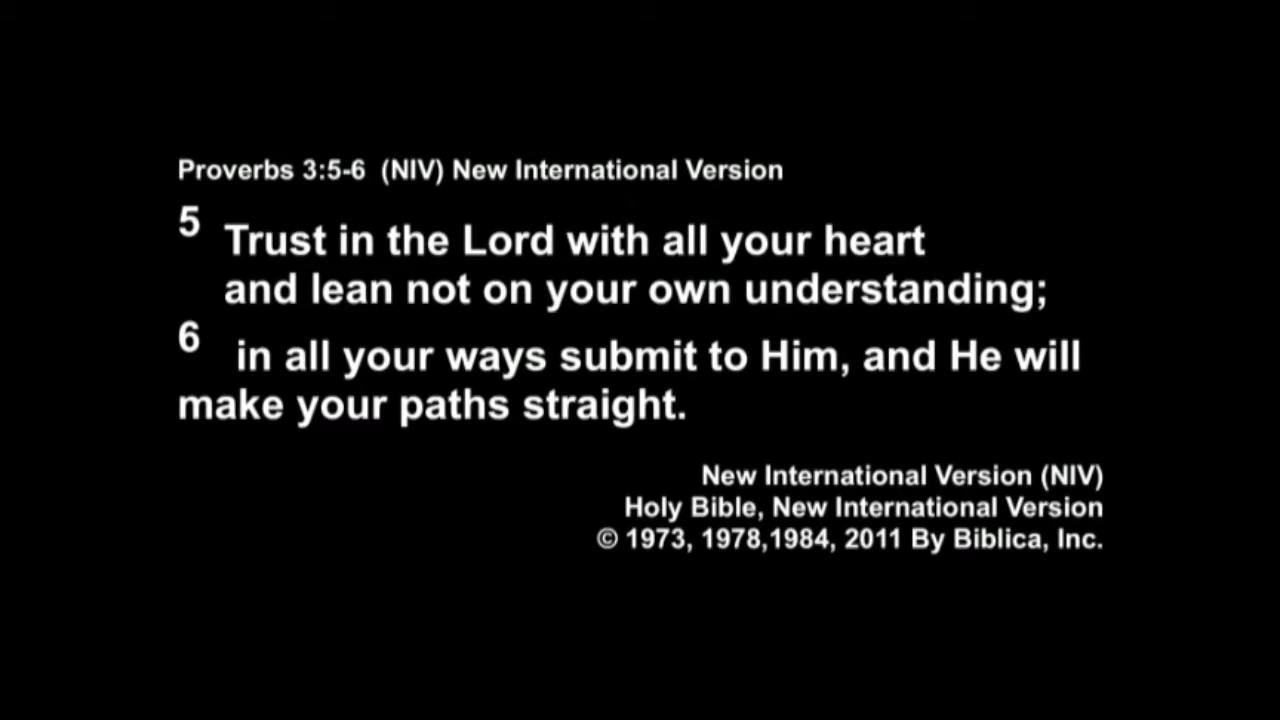 Proverbs 3:5-6 (NIV) New International Version
5 Trust in the Lord with all your heart
and lean not on your own understanding;
6 in all your ways submit to Him, and He will
make your paths straight.
New International Version (NIV)
Holy Bible, New International Version
© 1973, 1978,1984, 2011 By Biblica, Inc.